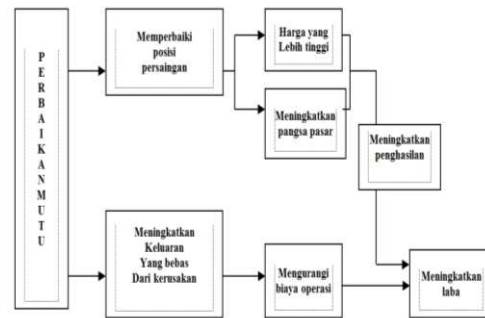 PERBAIKANMUTU
Memperbaiki
posisi
persaingan
Harga yang
Lebih tinggi
Meningkatkan
pangsa pasar
Meningkatkan
penghasilan
Meningkatkan
Keluaran
Yang bebas
Dari kerusakan
Mengurangi
biaya operasi
Meningkatkan
laba